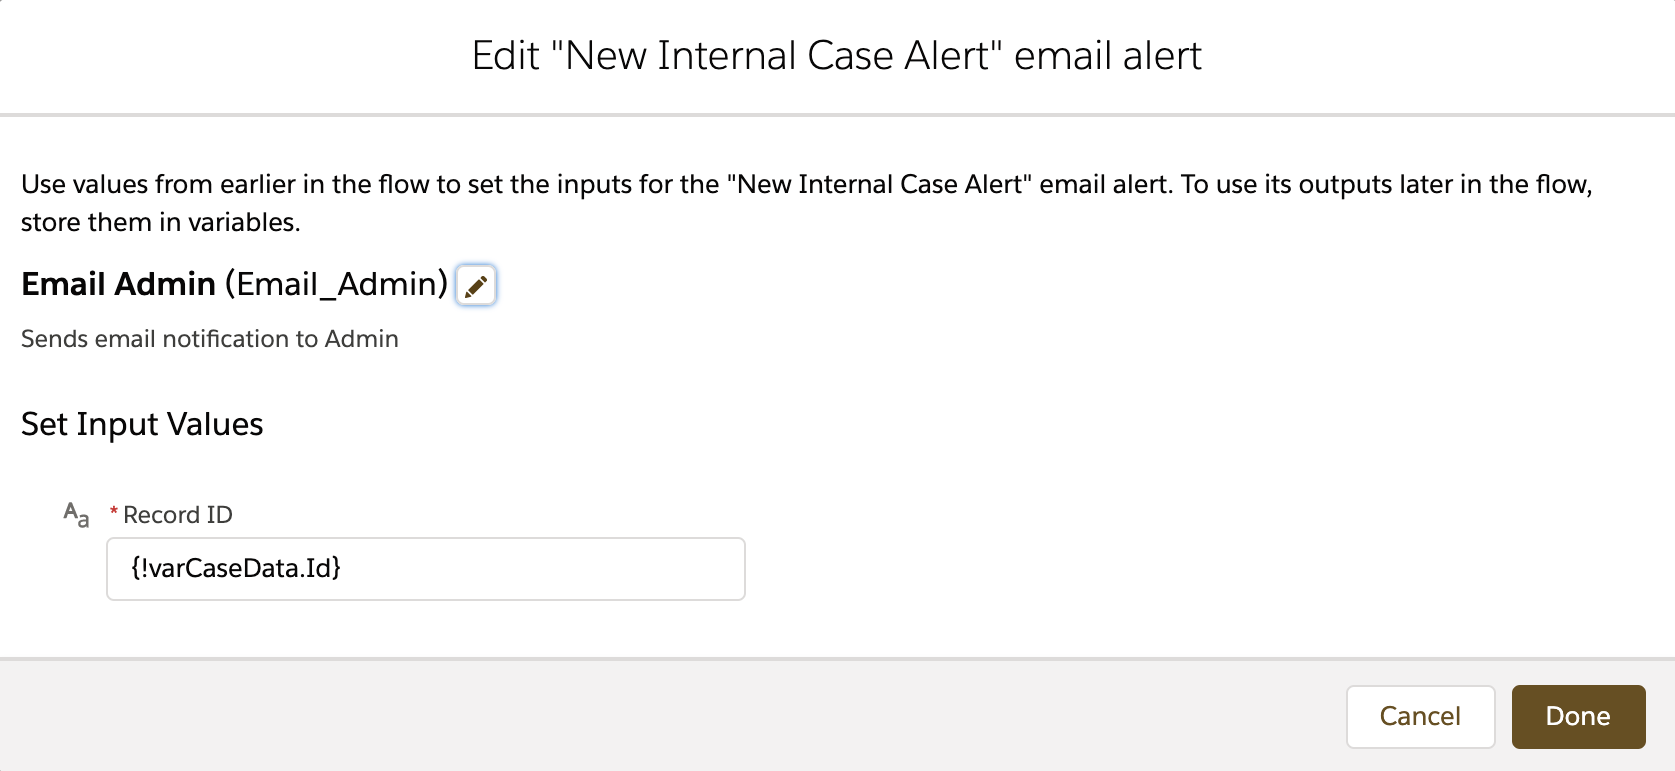 Edit "New Internal Case Alert" email alert
Use values from earlier in the flow to set the inputs for the "New Internal Case Alert" email alert. To use its outputs later in the flow,
store them in variables.
Email Admin (Email_Admin)
Sends email notification to Admin
Set Input Values
Aa * Record ID
{!varCaseData.Id}
Cancel Done